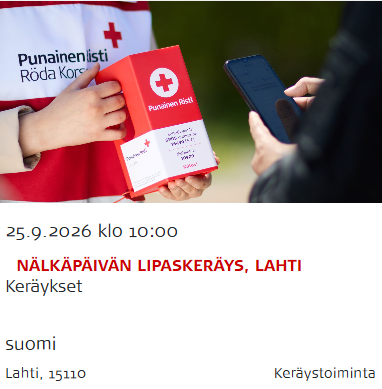 Punainen Risti
Röda Kors
Punainen Risti
25.9.2026 klo 10:00
NÄLKÄPÄIVÄN LIPASKERÄYS, LAHTI
Keräykset
suomi
Lahti, 15110
Keräystoiminta